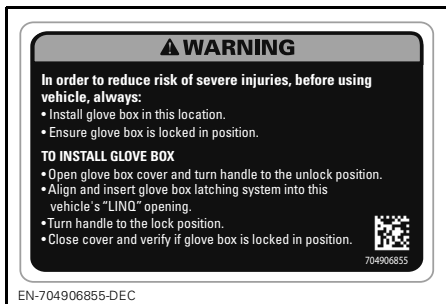 WARNING
In order to reduce risk of severe injuries, before using
vehicle, always:
• Install glove box in this location.
• Ensure glove box is locked in position.
TO INSTALL GLOVE BOX
• Open glove box cover and turn handle to the unlock position.
• Align and insert glove box latching system into this
vehicle's “LINQ” opening.
• Turn handle to the lock position.
• Close cover and verify if glove box is locked in position.
704906855
EN-704906855-DEC